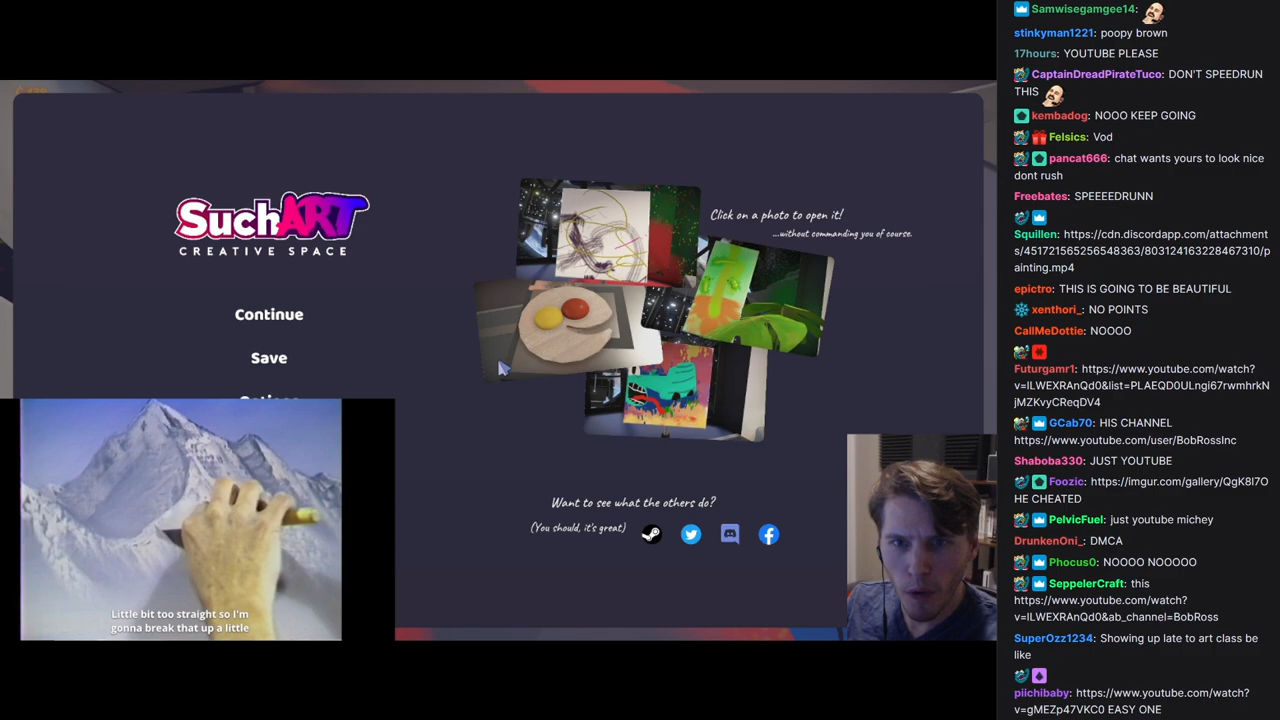 SuchART
CREATIVE SPACE
Continue
Save
Click on a photo to open it!
...without commanding you of course.
Want to see what the others do?
(You should, it's great)
Little bit too straight so I'm
gonna break that up a little
Samwisegamgee14:
stinkyman1221: poopy brown
17hours: YOUTUBE PLEASE
CaptainDreadPirateTuco: DON'T SPEEDRUN
THIS
kembadog: NOOO KEEP GOING
Felsics: Vod
pancat666: chat wants yours to look nice
dont rush
Freebates: SPEEEDRUNN
Squillen: https://cdn.discordapp.com/attachment
s/451721565256548363/803124163228467310/p
ainting.mp4
epictro: THIS IS GOING TO BE BEAUTIFUL
xenthori_: NO POINTS
CallMeDottie: NOOOO
Futurgamr1: https://www.youtube.com/watch?
v=lLWEXRAnQd0&list=PLAEQD0ULngi67rwmhrkN
jMZKvyCReqDV4
GCab70: HIS CHANNEL
https://www.youtube.com/user/BobRossInc
Shaboba330: JUST YOUTUBE
Foozic: https://imgur.com/gallery/QgK8I7O
HE CHEATED
PelvicFuel: just youtube michey
DrunkenOni_: DMCA
Phocus0: NOOOO NOOOOO
SeppelerCraft: this
https://www.youtube.com/watch?
v=lLWEXRAnQd0&ab_channel=BobRoss
SuperOzz1234: Showing up late to art class be
like
piichibaby: https://www.youtube.com/watch?
v=gMEZp47VKC0 EASY ONE